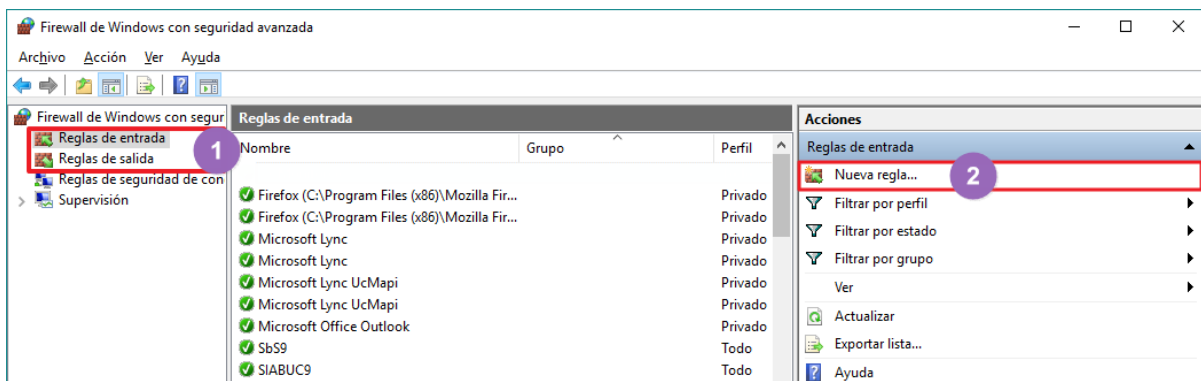 Firewall de Windows con seguridad avanzada
Archivo Acción Ver Ayuda
Firewall de Windows con segur
Reglas de entrada
Reglas de salida
1
Reglas de seguridad de con
Supervisión
Reglas de entrada
Nombre Grupo Perfil
Firefox (C:\Program Files (x86)\Mozilla Fir... Privado
Firefox (C:\Program Files (x86)\Mozilla Fir... Privado
Microsoft Lync Privado
Microsoft Lync Privado
Microsoft Lync UcMapi Privado
Microsoft Lync UcMapi Privado
Microsoft Office Outlook Privado
SbS9 Todo
SIABUC9 Todo
Acciones
Reglas de entrada
Nueva regla... 2
Filtrar por perfil
Filtrar por estado
Filtrar por grupo
Ver
Actualizar
Exportar lista...
Ayuda